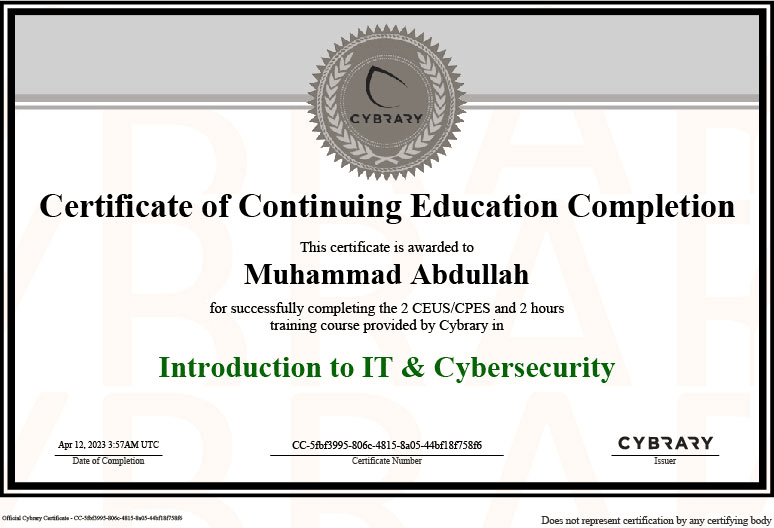 CYBRARY
Certificate of Continuing Education Completion
This certificate is awarded to
Muhammad Abdullah
for successfully completing the 2 CEUS/CPES and 2 hours
training course provided by Cybrary in
Introduction to IT & Cybersecurity
Apr 12, 2023 3:57AM UTC
Date of Completion
CC-5fbf3995-806c-4815-8a05-44bf18f758f6
Certificate Number
CYBRARY
Issuer
Official Cybrary Certificate - CC-5fbf3995-806c-4815-8a05-44bf18f758f6
Does not represent certification by any certifying body